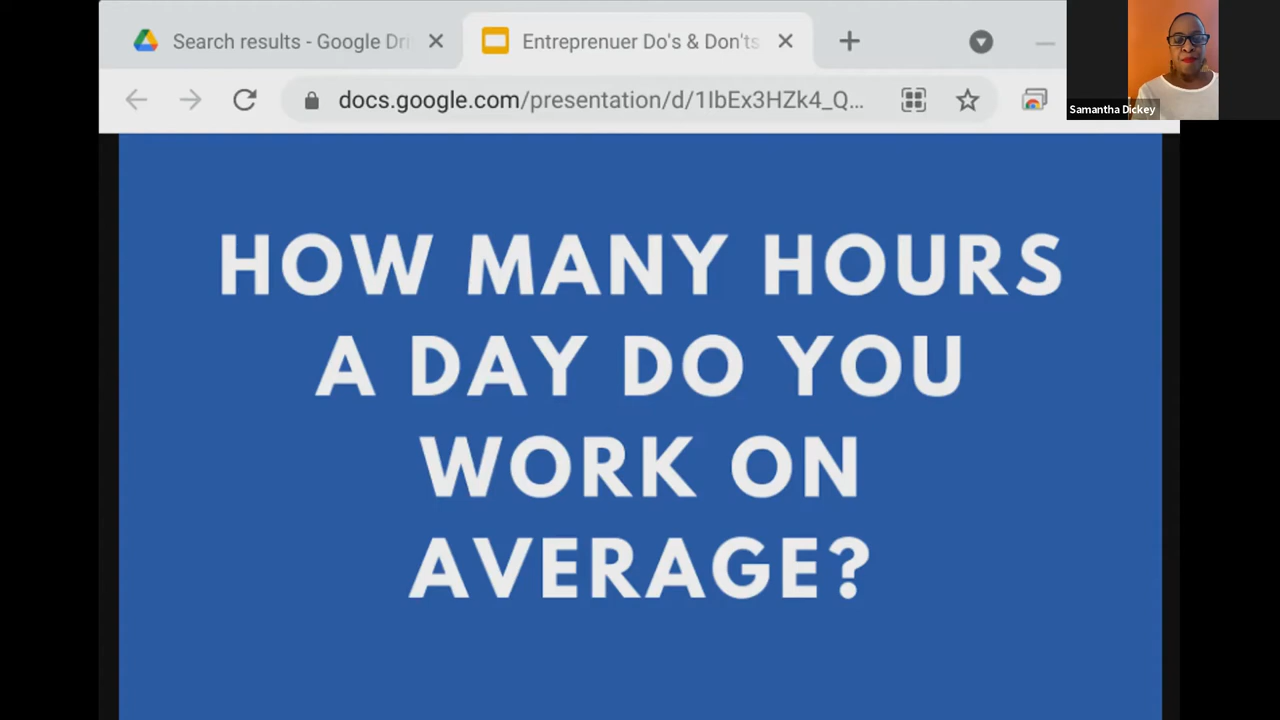 Search results - Google Dri
Entreprenuer Do's & Don'ts
docs.google.com/presentation/d/1IbEx3HZk4_Q...
Samantha Dickey
HOW MANY HOURS
A DAY DO YOU
WORK ON
AVERAGE?